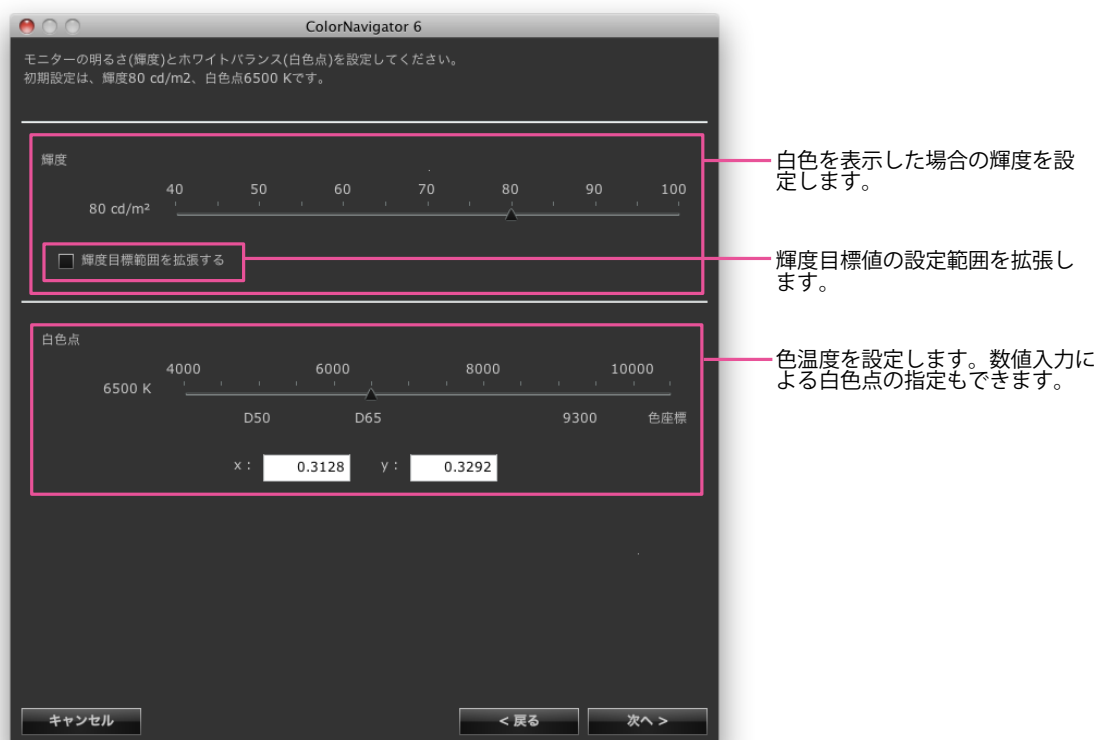 ColorNavigator 6
モニターの明るさ(輝度)とホワイトバランス(白色点)を設定してください。
初期設定は、輝度80 cd/m2、白色点6500 Kです。
輝度
40 50 60 70 80 90 100
80 cd/m²
輝度目標範囲を拡張する
白色を表示した場合の輝度を設
定します。
輝度目標値の設定範囲を拡張し
ます。
白色点
4000 6000 8000 10000
6500 K
D50 D65 9300 色座標
x : 0.3128 y : 0.3292
色温度を設定します。数値入力に
よる白色点の指定もできます。
キャンセル < 戻る 次へ >